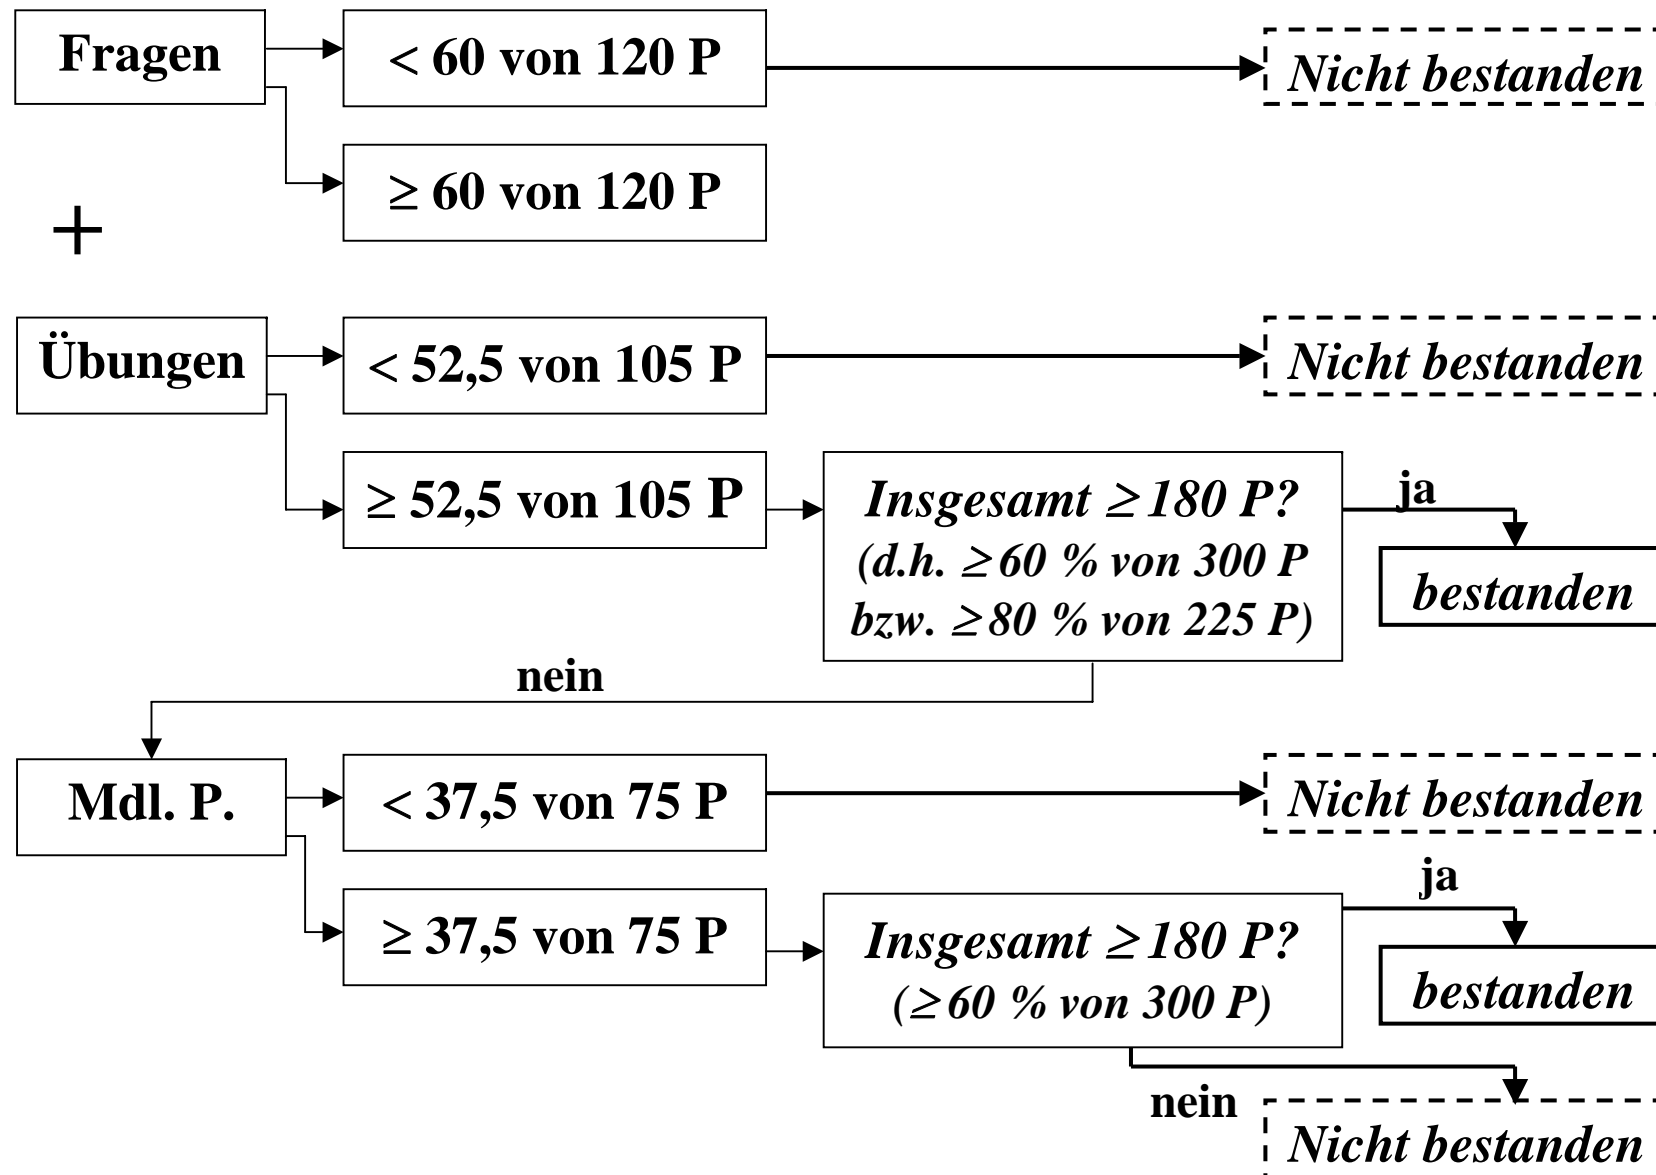 Fragen
< 60 von 120 P
Nicht bestanden
≥ 60 von 120 P
+
Übungen
< 52,5 von 105 P
Nicht bestanden
≥ 52,5 von 105 P
Insgesamt ≥ 180 P?
(d.h. ≥ 60 % von 300 P
bzw. ≥ 80 % von 225 P)
ja
bestanden
nein
Mdl. P.
< 37,5 von 75 P
Nicht bestanden
≥ 37,5 von 75 P
Insgesamt ≥ 180 P?
(≥ 60 % von 300 P)
ja
bestanden
nein
Nicht bestanden